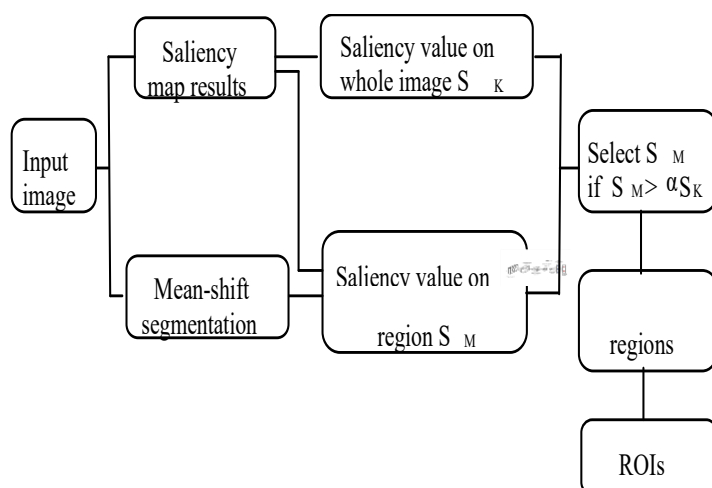 Input
image
Saliency
map results
Mean-shift
segmentation
Saliency value on
whole image S K
Saliency value on
region S M
Select S M
if S M> αSK
regions
ROIs